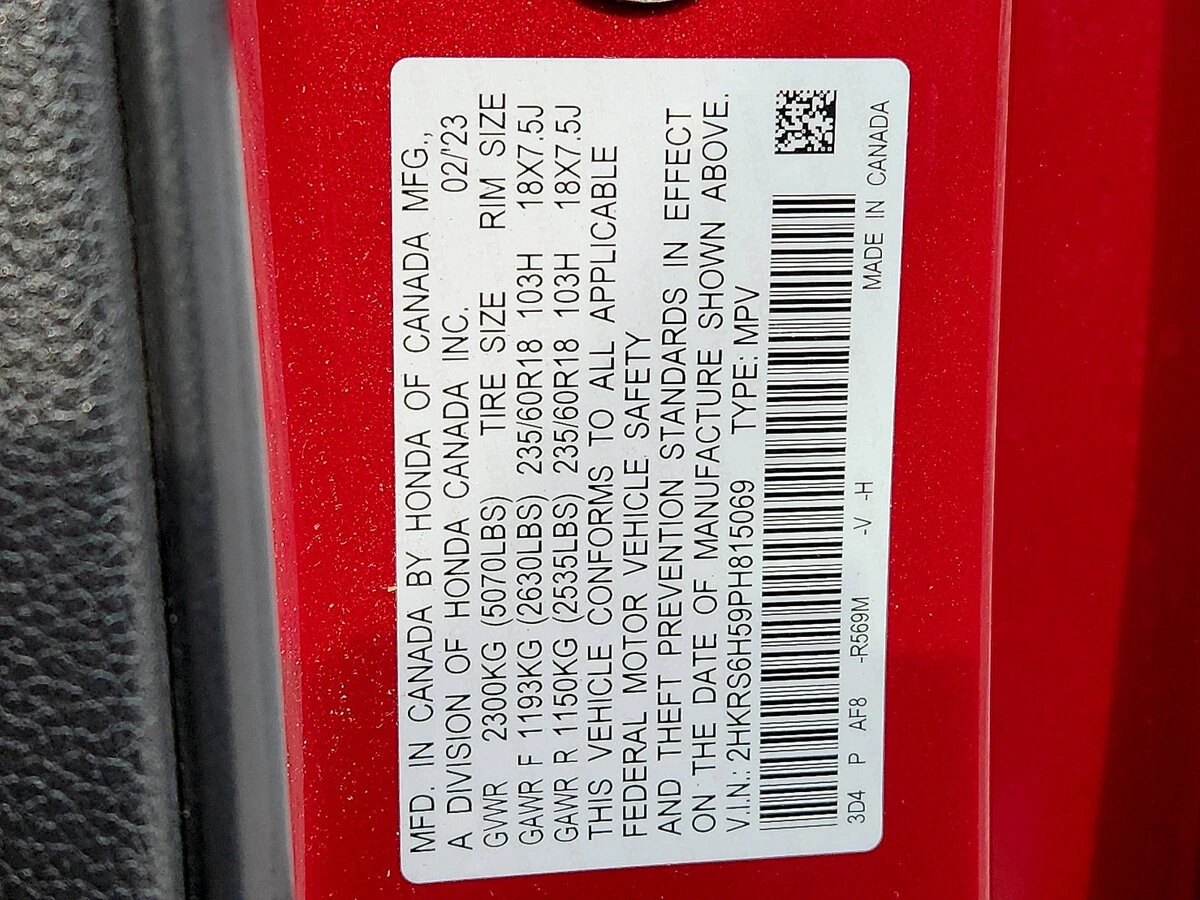 MFD. IN CANADA BY HONDA OF CANADA MFG.,
A DIVISION OF HONDA CANADA INC. 02/'23
GVWR 2300KG (5070LBS) TIRE SIZE RIM SIZE
GAWR F 1193KG (2630LBS) 235/60R18 103H 18X7.5J
GAWR R 1150KG (2535LBS) 235/60R18 103H 18X7.5J
THIS VEHICLE CONFORMS TO ALL APPLICABLE
FEDERAL MOTOR VEHICLE SAFETY
AND THEFT PREVENTION STANDARDS IN EFFECT
ON THE DATE OF MANUFACTURE SHOWN ABOVE.
V.I.N.: 2HKRS6H59PH815069 TYPE: MPV
3D4 P AF8 -R569M -V -H MADE IN CANADA